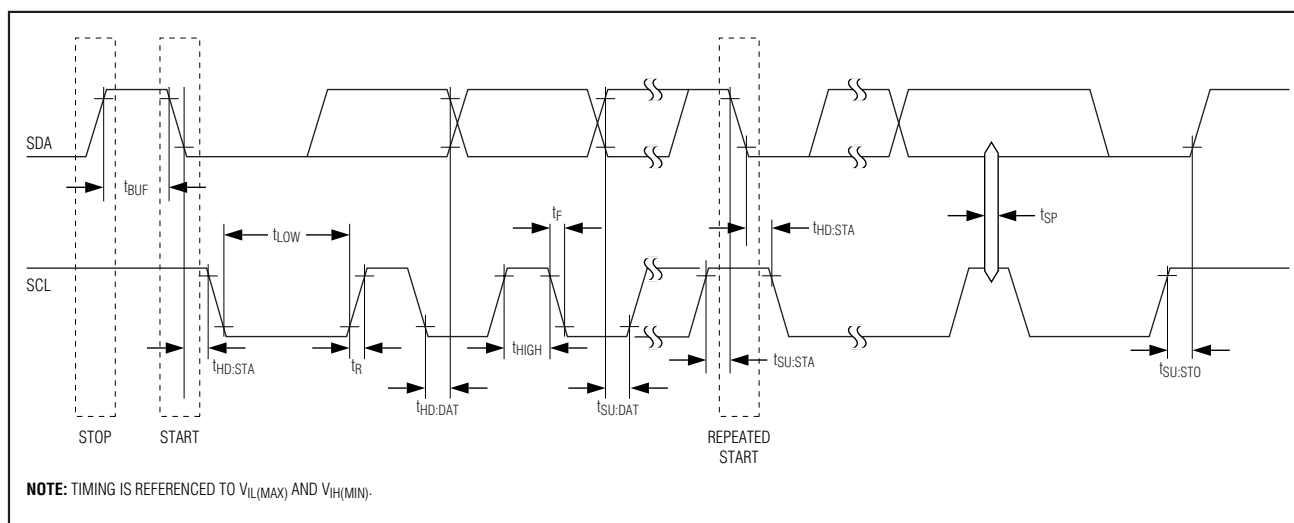 SDA
tBUF
tF
tSP
tLOW
tHD:STA
SCL
tHD:STA
tR
tHIGH
tSU:STA
tSU:STO
tHD:DAT
tSU:DAT
STOP
START
REPEATED
START
NOTE: TIMING IS REFERENCED TO VIL(MAX) AND VIH(MIN).